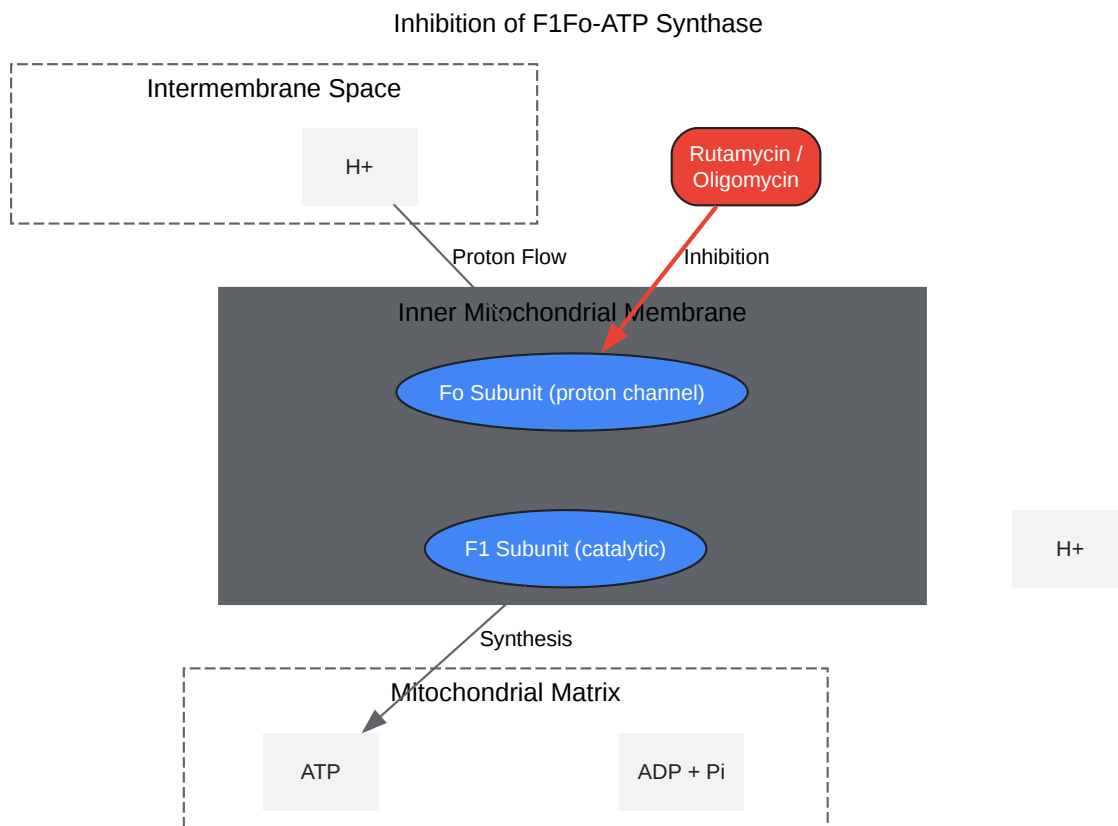 Inhibition of F1Fo-ATP Synthase
Intermembrane Space
H+
Rutamycin /
Oligomycin
Proton Flow
Inhibition
Inner Mitochondrial Membrane
Fo Subunit (proton channel)
F1 Subunit (catalytic)
H+
Synthesis
Mitochondrial Matrix
ATP
ADP + Pi